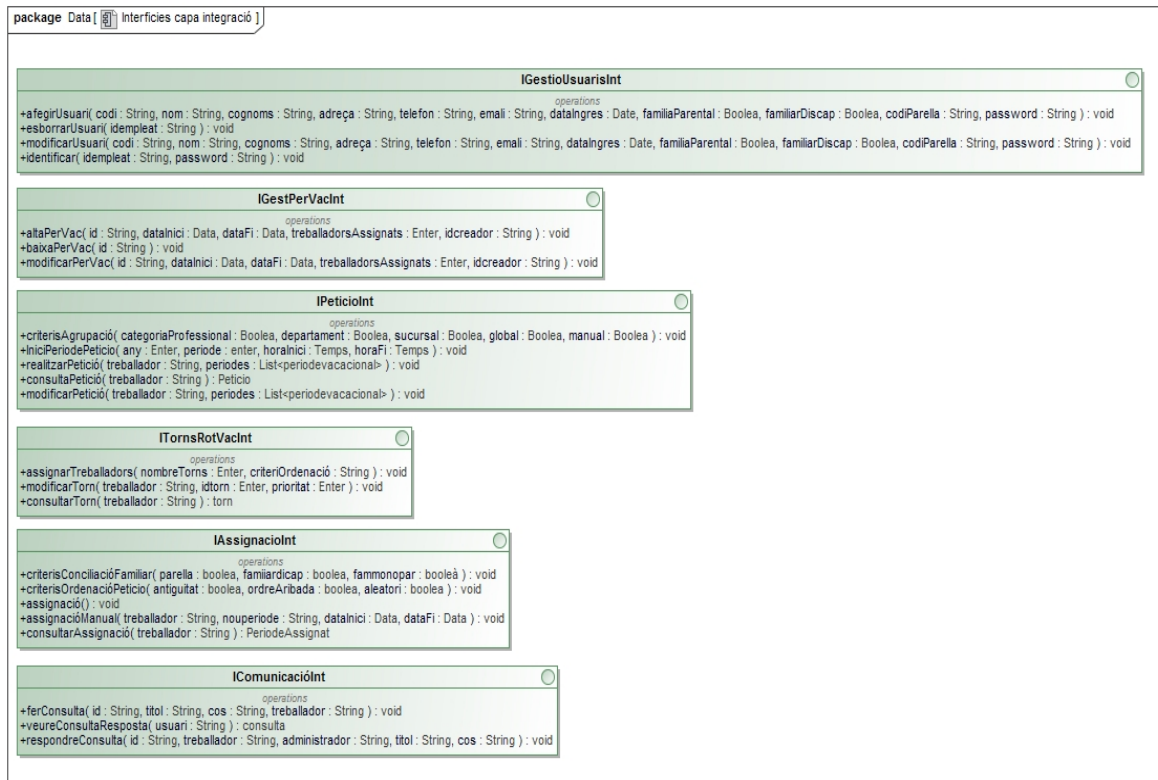 package Data [ Interficies capa integració ]
IGestioUsuarisInt
operations
+afegirUsuari( codi : String, nom : String, cognoms : String, adreça : String, telefon : String, emali : String, dataIngres : Date, familiaParental : Boolea, familiarDiscap : Boolea, codiParella : String, password : String ) : void
+esborrarUsuari( idempleat : String ) : void
+modificarUsuari( codi : String, nom : String, cognoms : String, adreça : String, telefon : String, emali : String, dataIngres : Date, familiaParental : Boolea, familiarDiscap : Boolea, codiParella : String, password : String ) : void
+identificar( idempleat : String, password : String ) : void
IGestPerVacInt
operations
+altaPerVac( id : String, dataInici : Data, dataFi : Data, treballadorsAssignats : Enter, idcreador : String ) : void
+baixaPerVac( id : String ) : void
+modificarPerVac( id : String, dataInici : Data, dataFi : Data, treballadorsAssignats : Enter, idcreador : String ) : void
IPeticioInt
operations
+criterisAgrupació( categoriaProfessional : Boolea, departament : Boolea, sucursal : Boolea, global : Boolea, manual : Boolea ) : void
+IniciPeriodePeticio( any : Enter, periode : enter, horaInici : Temps, horaFi : Temps ) : void
+realitzarPetició( treballador : String, periodes : List<periodevacacional> ) : void
+consultaPetició( treballador : String ) : Peticio
+modificarPetició( treballador : String, periodes : List<periodevacacional> ) : void
ITornsRotVacInt
operations
+assignarTreballadors( nombreTorns : Enter, criteriOrdenació : String ) : void
+modificarTorn( treballador : String, idtorn : Enter, prioritat : Enter ) : void
+consultarTorn( treballador : String ) : torn
IAssignacioInt
operations
+criterisConciliacióFamiliar( parella : boolea, famiiardicap : boolea, fammonopar : booleà ) : void
+criterisOrdenacióPeticio( antiguitat : boolea, ordreAribada : boolea, aleatori : boolea ) : void
+assignació() : void
+assignacióManual( treballador : String, nouperiode : String, dataInici : Data, dataFi : Data ) : void
+consultarAssignació( treballador : String ) : PeriodeAssignat
IComunicacióInt
operations
+ferConsulta( id : String, titol : String, cos : String, treballador : String ) : void
+veureConsultaResposta( usuari : String ) : consulta
+respondreConsulta( id : String, treballador : String, administrador : String, titol : String, cos : String ) : void